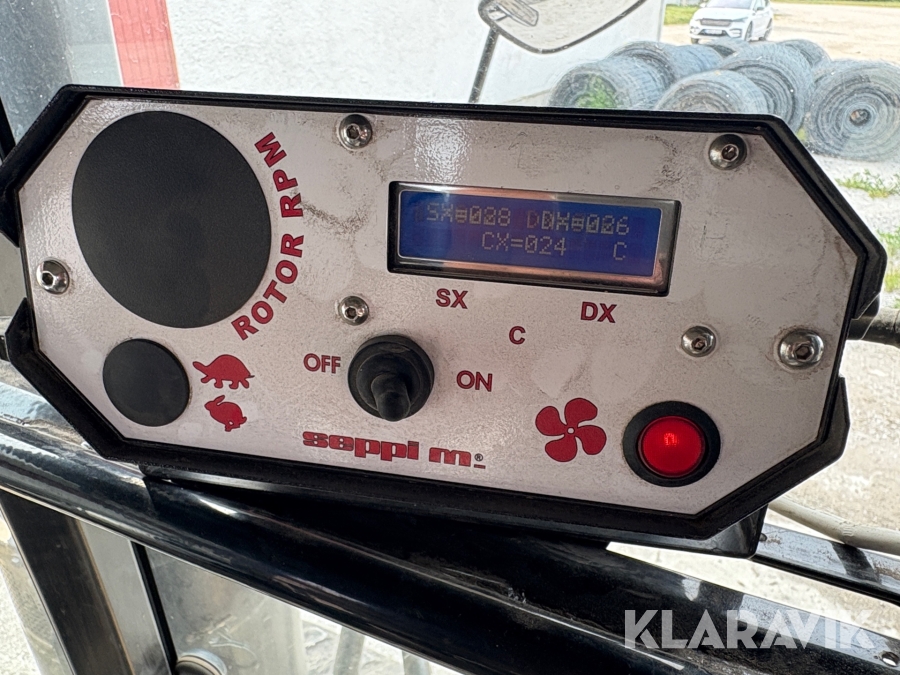 ROTOR RPM
SX=028 DX=026
CX=024 C
SX
DX
C
OFF
ON
seppi m.®
KLARAVIK